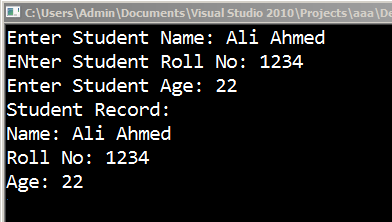 C:\Users\Admin\Documents\Visual Studio 2010\Projects\aaa\De
Enter Student Name: Ali Ahmed
ENter Student Roll No: 1234
Enter Student Age: 22
Student Record:
Name: Ali Ahmed
Roll No: 1234
Age: 22